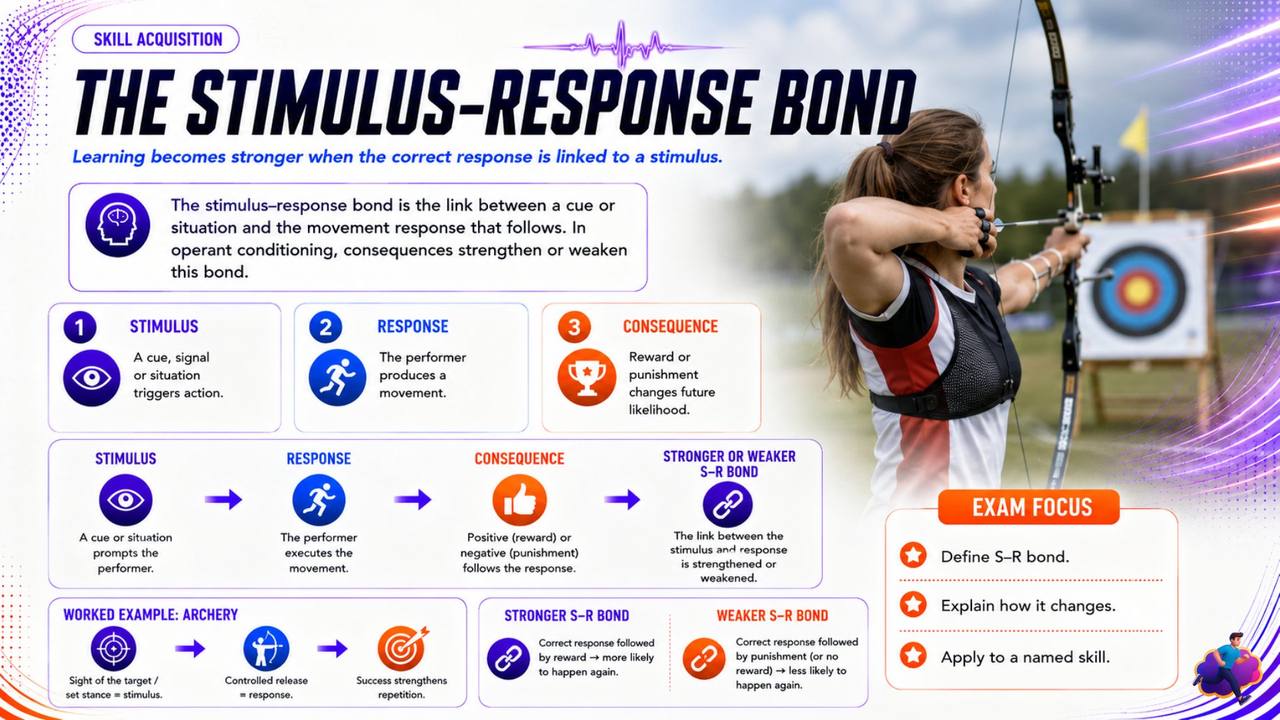 SKILL ACQUISITION
THE STIMULUS-RESPONSE BOND
Learning becomes stronger when the correct response is linked to a stimulus.
The stimulus–response bond is the link between a cue or
situation and the movement response that follows. In
operant conditioning, consequences strengthen or weaken
this bond.
1 STIMULUS
A cue, signal
or situation
triggers action.
2 RESPONSE
The performer
produces a
movement.
3 CONSEQUENCE
Reward or
punishment
changes future
likelihood.
STIMULUS
A cue or situation
prompts the
performer.
RESPONSE
The performer
executes the
movement.
CONSEQUENCE
Positive (reward) or
negative (punishment)
follows the response.
STRONGER OR WEAKER
S–R BOND
The link between the
stimulus and response
is strengthened or
weakened.
WORKED EXAMPLE: ARCHERY
Sight of the target /
set stance = stimulus.
Controlled release
= response.
Success strengthens
repetition.
STRONGER S–R BOND
Correct response followed
by reward → more likely
to happen again.
WEAKER S–R BOND
Correct response followed
by punishment (or no
reward) → less likely to
happen again.
EXAM FOCUS
Define S–R bond.
Explain how it changes.
Apply to a named skill.